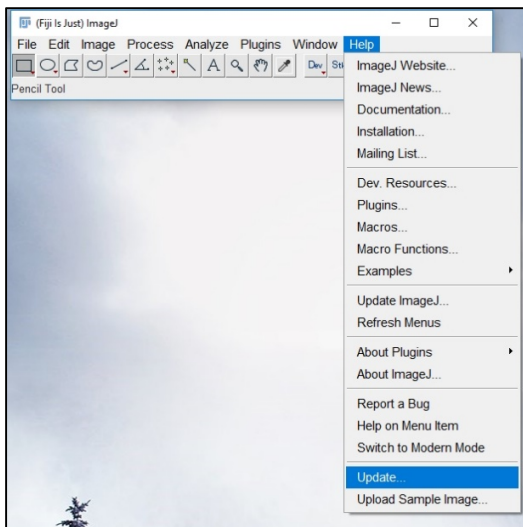 (Fiji Is Just) ImageJ
File Edit Image Process Analyze Plugins Window Help
A Dev
Pencil Tool
ImageJ Website...
ImageJ News...
Documentation...
Installation...
Mailing List...
Dev. Resources...
Plugins...
Macros...
Macro Functions...
Examples
Update ImageJ...
Refresh Menus
About Plugins
About ImageJ...
Report a Bug
Help on Menu Item
Switch to Modern Mode
Update...
Upload Sample Image...